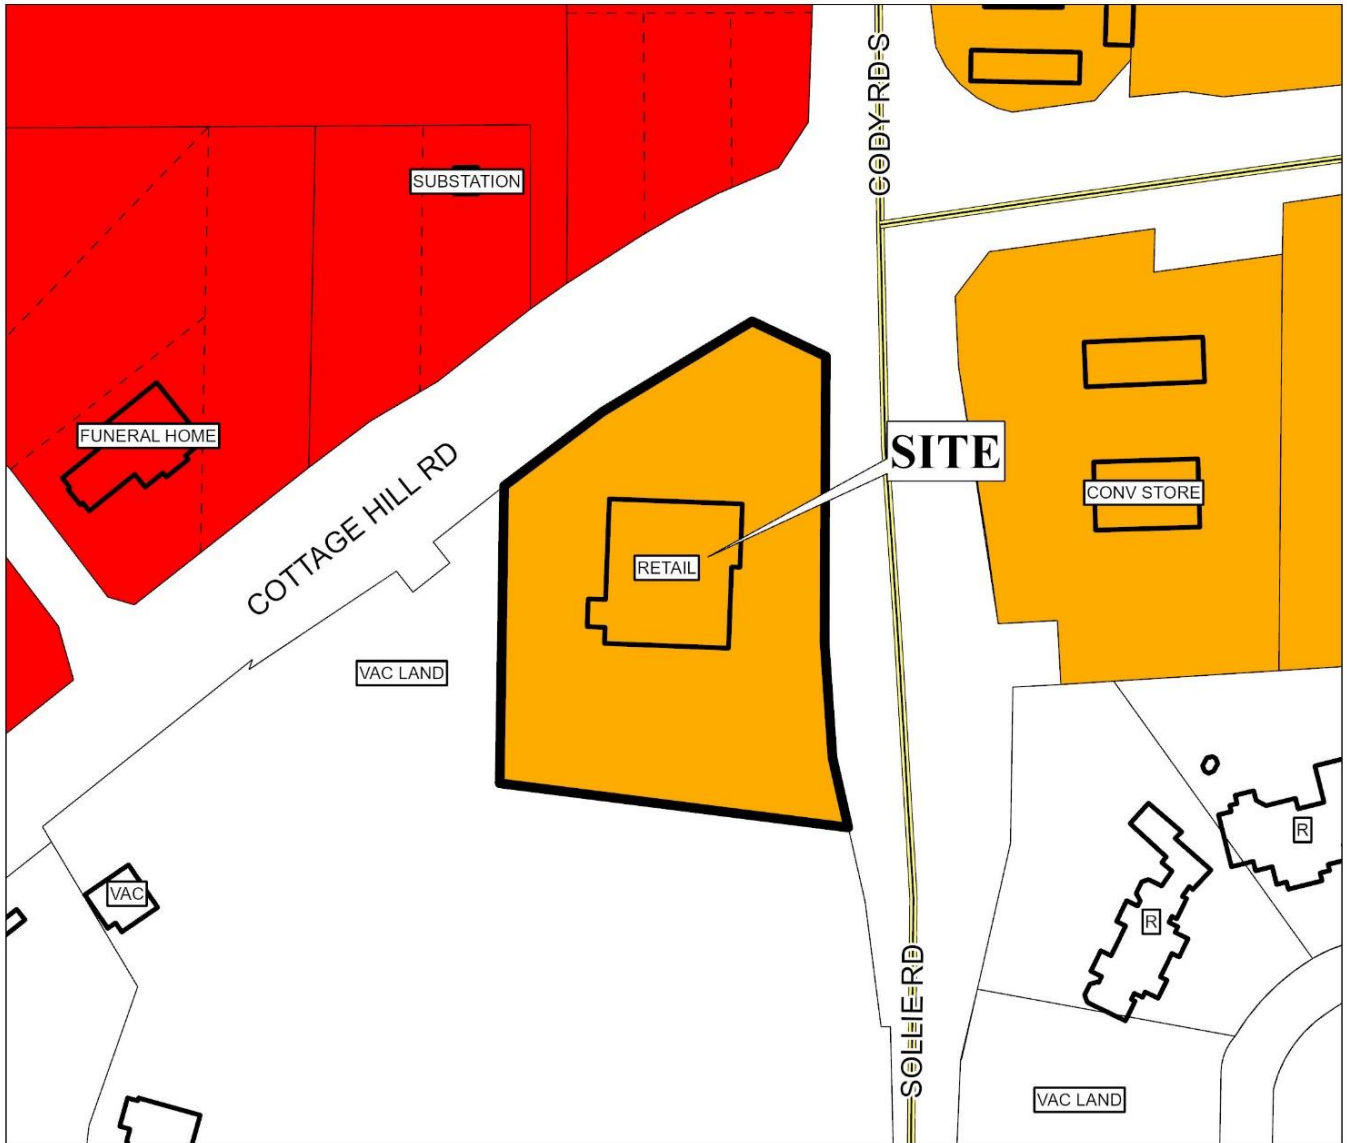 CODY RD S
SUBSTATION
FUNERAL HOME
COTTAGE HILL RD
SITE
CONV STORE
RETAIL
VAC LAND
R
VAC
R
SOLLIE RD
VAC LAND